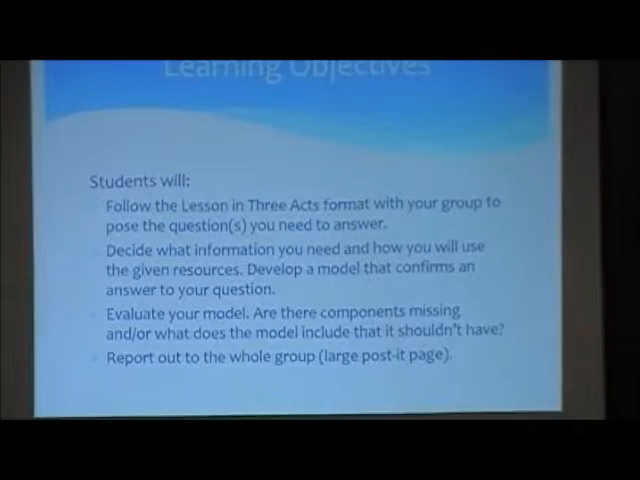 Learning Objectives
Students will:
Follow the Lesson in Three Acts format with your group to
pose the question(s) you need to answer.
Decide what information you need and how you will use
the given resources. Develop a model that confirms an
answer to your question.
Evaluate your model. Are there components missing
and/or what does the model include that it shouldn't have?
Report out to the whole group (large post-it page).